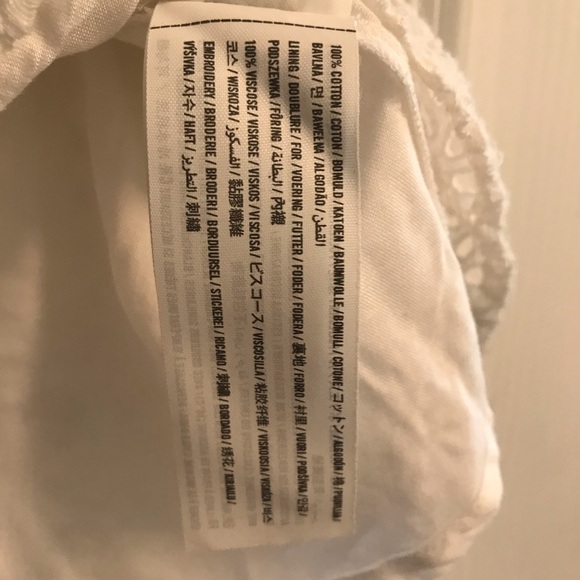 100% COTTON / COTON / BOMULD / KATOEN / BAUMWOLLE / BOMULL / COTONE / コットン / ALGODÓN / 棉 / PUUVILLA /
BAVLNA / 면 / BAWEŁNA / ALGODÃO / القطن
LINING / DOUBLURE / FOR / VOERING / FUTTER / FODER / FODERA / 裏地 / FORRO / 衬里 / VUORI / PODŠÍVKA / 안감 /
PODSZEWKA / FÔRING / البطانة / 內襯
100% VISCOSE / VISKOSE / VISKOS / VISCOSA / ビスコース / VISCOSILLA / 粘胶纤维 / VISKOOSIA / VISKÓZA / 비스
코스 / WISKOZA / الفسكوز / 黏膠纖維
EMBROIDERY / BRODERIE / BRODERI / BORDUURSEL / STICKEREI / RICAMO / 刺繍 / BORDADO / 绣花 / KIRJAILU /
VÝŠIVKA / 자수 / HAFT / التطريز / 刺繡